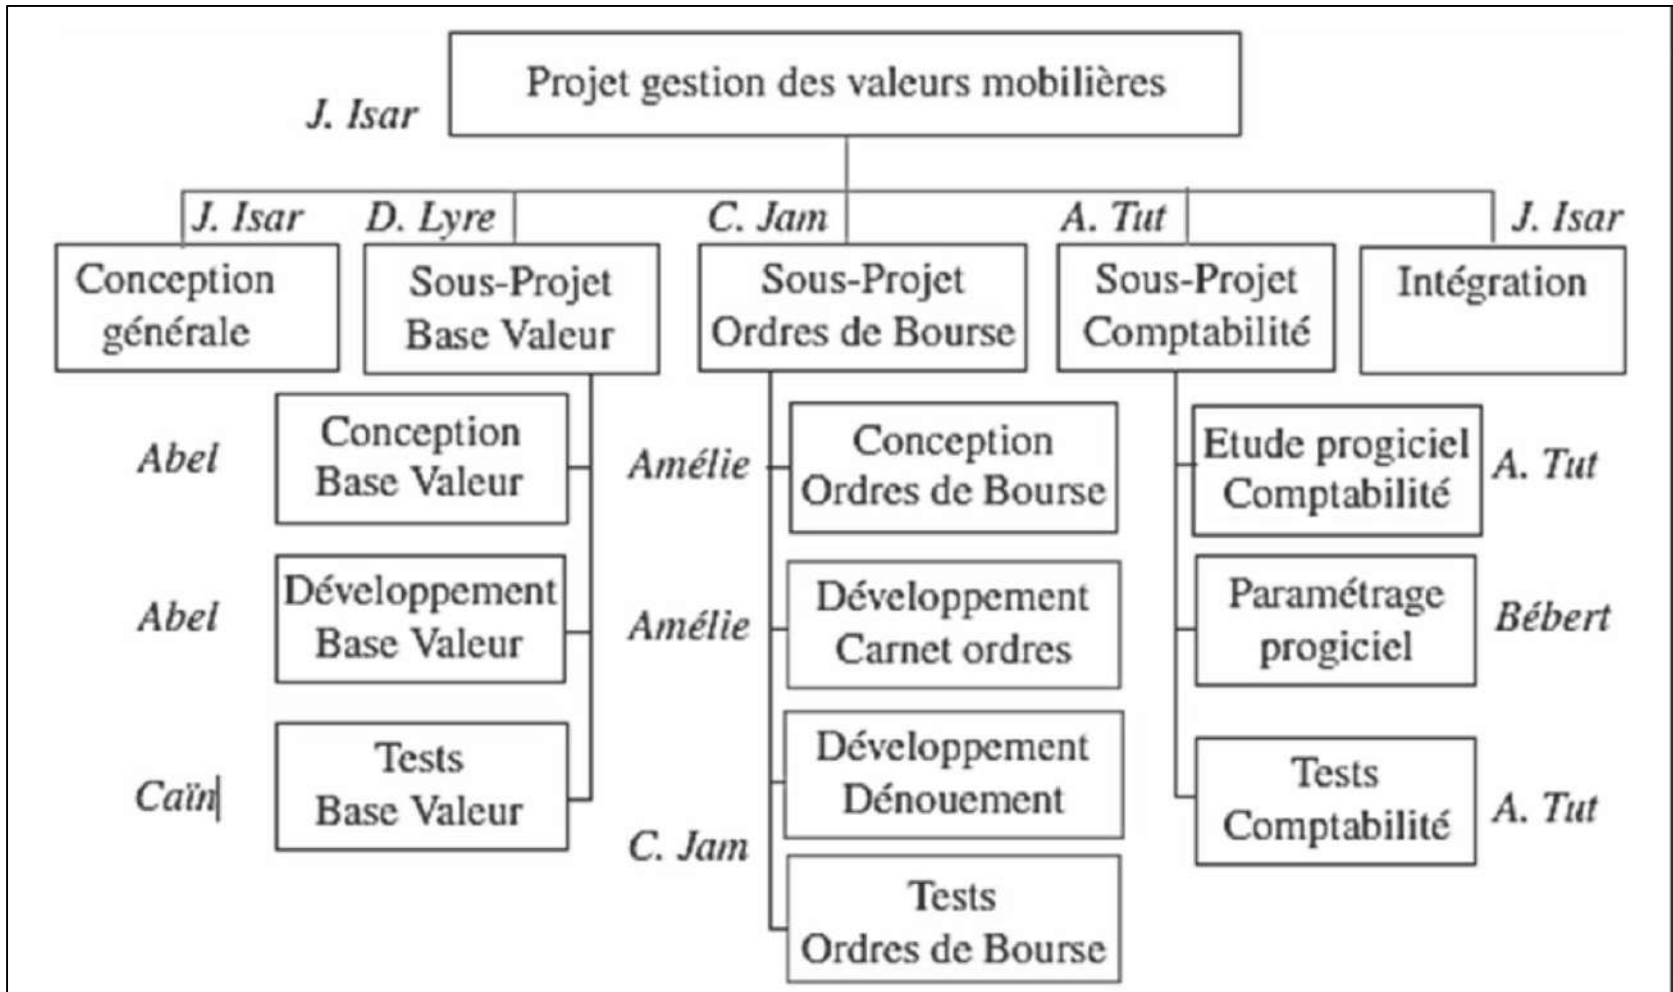 Projet gestion des valeurs mobilières
J. Isar
J. Isar
D. Lyre
C. Jam
A. Tut
J. Isar
Conception
générale
Sous-Projet
Base Valeur
Sous-Projet
Ordres de Bourse
Sous-Projet
Comptabilité
Intégration
Abel
Conception
Base Valeur
Amélie
Conception
Ordres de Bourse
Etude progiciel
Comptabilité
A. Tut
Abel
Développement
Base Valeur
Amélie
Développement
Carnet ordres
Paramétrage
progiciel
Bébert
Caïn
Tests
Base Valeur
C. Jam
Développement
Dénouement
Tests
Comptabilité
A. Tut
Tests
Ordres de Bourse